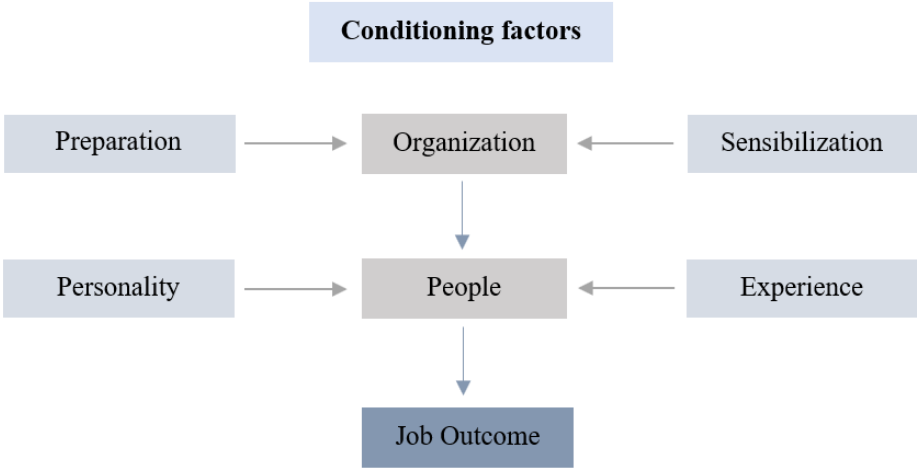 Conditioning factors
Preparation
Organization
Sensibilization
Personality
People
Experience
Job Outcome